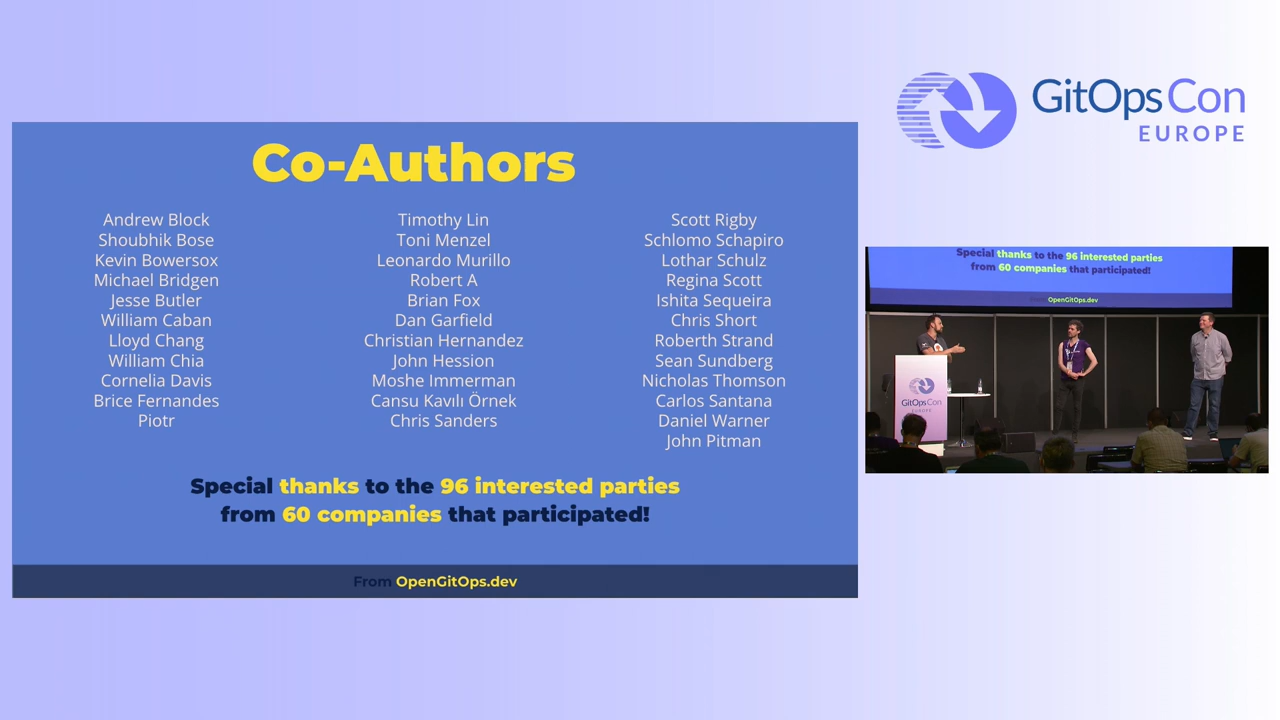 Co-Authors
Andrew Block
Shoubhik Bose
Kevin Bowersox
Michael Bridgen
Jesse Butler
William Caban
Lloyd Chang
William Chia
Cornelia Davis
Brice Fernandes
Piotr
Timothy Lin
Toni Menzel
Leonardo Murillo
Robert A
Brian Fox
Dan Garfield
Christian Hernandez
John Hession
Moshe Immerman
Cansu Kavılı Örnek
Chris Sanders
Scott Rigby
Schlomo Schapiro
Lothar Schulz
Regina Scott
Ishita Sequeira
Chris Short
Roberth Strand
Sean Sundberg
Nicholas Thomson
Carlos Santana
Daniel Warner
John Pitman
Special thanks to the 96 interested parties
from 60 companies that participated!
From OpenGitOps.dev
GitOps Con
EUROPE
Special thanks to the 96 interested parties
from 60 companies that participated!
From OpenGitOps.dev
GitOps Con
EUROPE